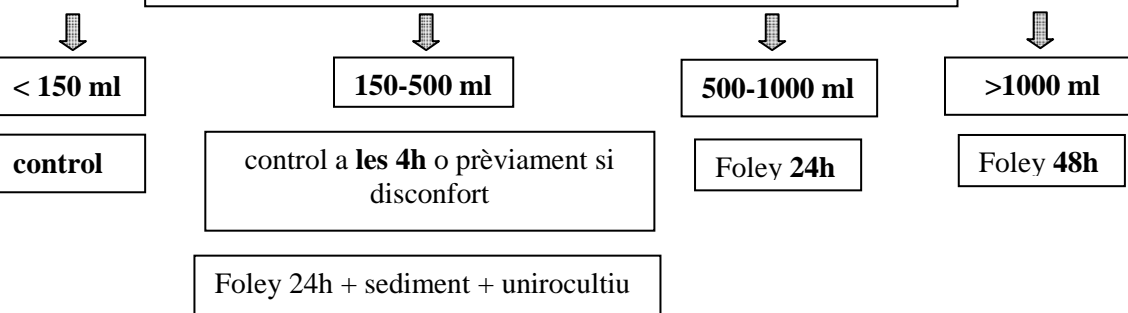 < 150 ml
150-500 ml
500-1000 ml
>1000 ml
control
control a les 4h o prèviament si
disconfort
Foley 24h
Foley 48h
Foley 24h + sediment + unirocultiu